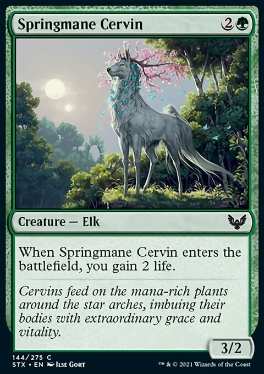 Springmane Cervin 2
Creature — Elk
When Springmane Cervin enters the
battlefield, you gain 2 life.
Cervins feed on the mana-rich plants
around the star arches, imbuing their
bodies with extraordinary grace and
vitality.
3/2
144/275 C
STX • EN Ilse Gort
™ & © 2021 Wizards of the Coast